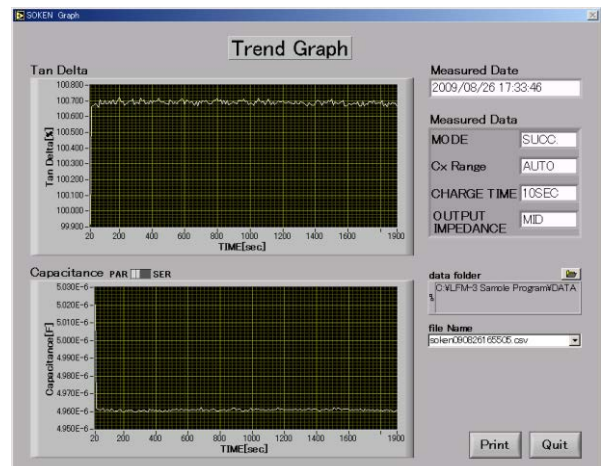 SOKEN Graph
Trend Graph
Tan Delta
100.800
100.700
100.600
100.500
100.400
100.300
100.200
100.100
100.000
99.900
Tan Delta[%]
20 200 400 600 800 1000 1200 1400 1600 1900
TIME[sec]
Capacitance PAR SER
5.030E-6
5.020E-6
5.010E-6
5.000E-6
4.990E-6
4.980E-6
4.970E-6
4.960E-6
4.950E-6
Capacitance[F]
20 200 400 600 800 1000 1200 1400 1600 1900
TIME[sec]
Measured Date
2009/08/26 17:33:46
Measured Data
MODE SUCC.
Cx Range AUTO
CHARGE TIME 10SEC
OUTPUT IMPEDANCE MID
data folder
C:¥LFM-3 Sample Program¥DATA
file Name
soken090826165505.csv
Print Quit